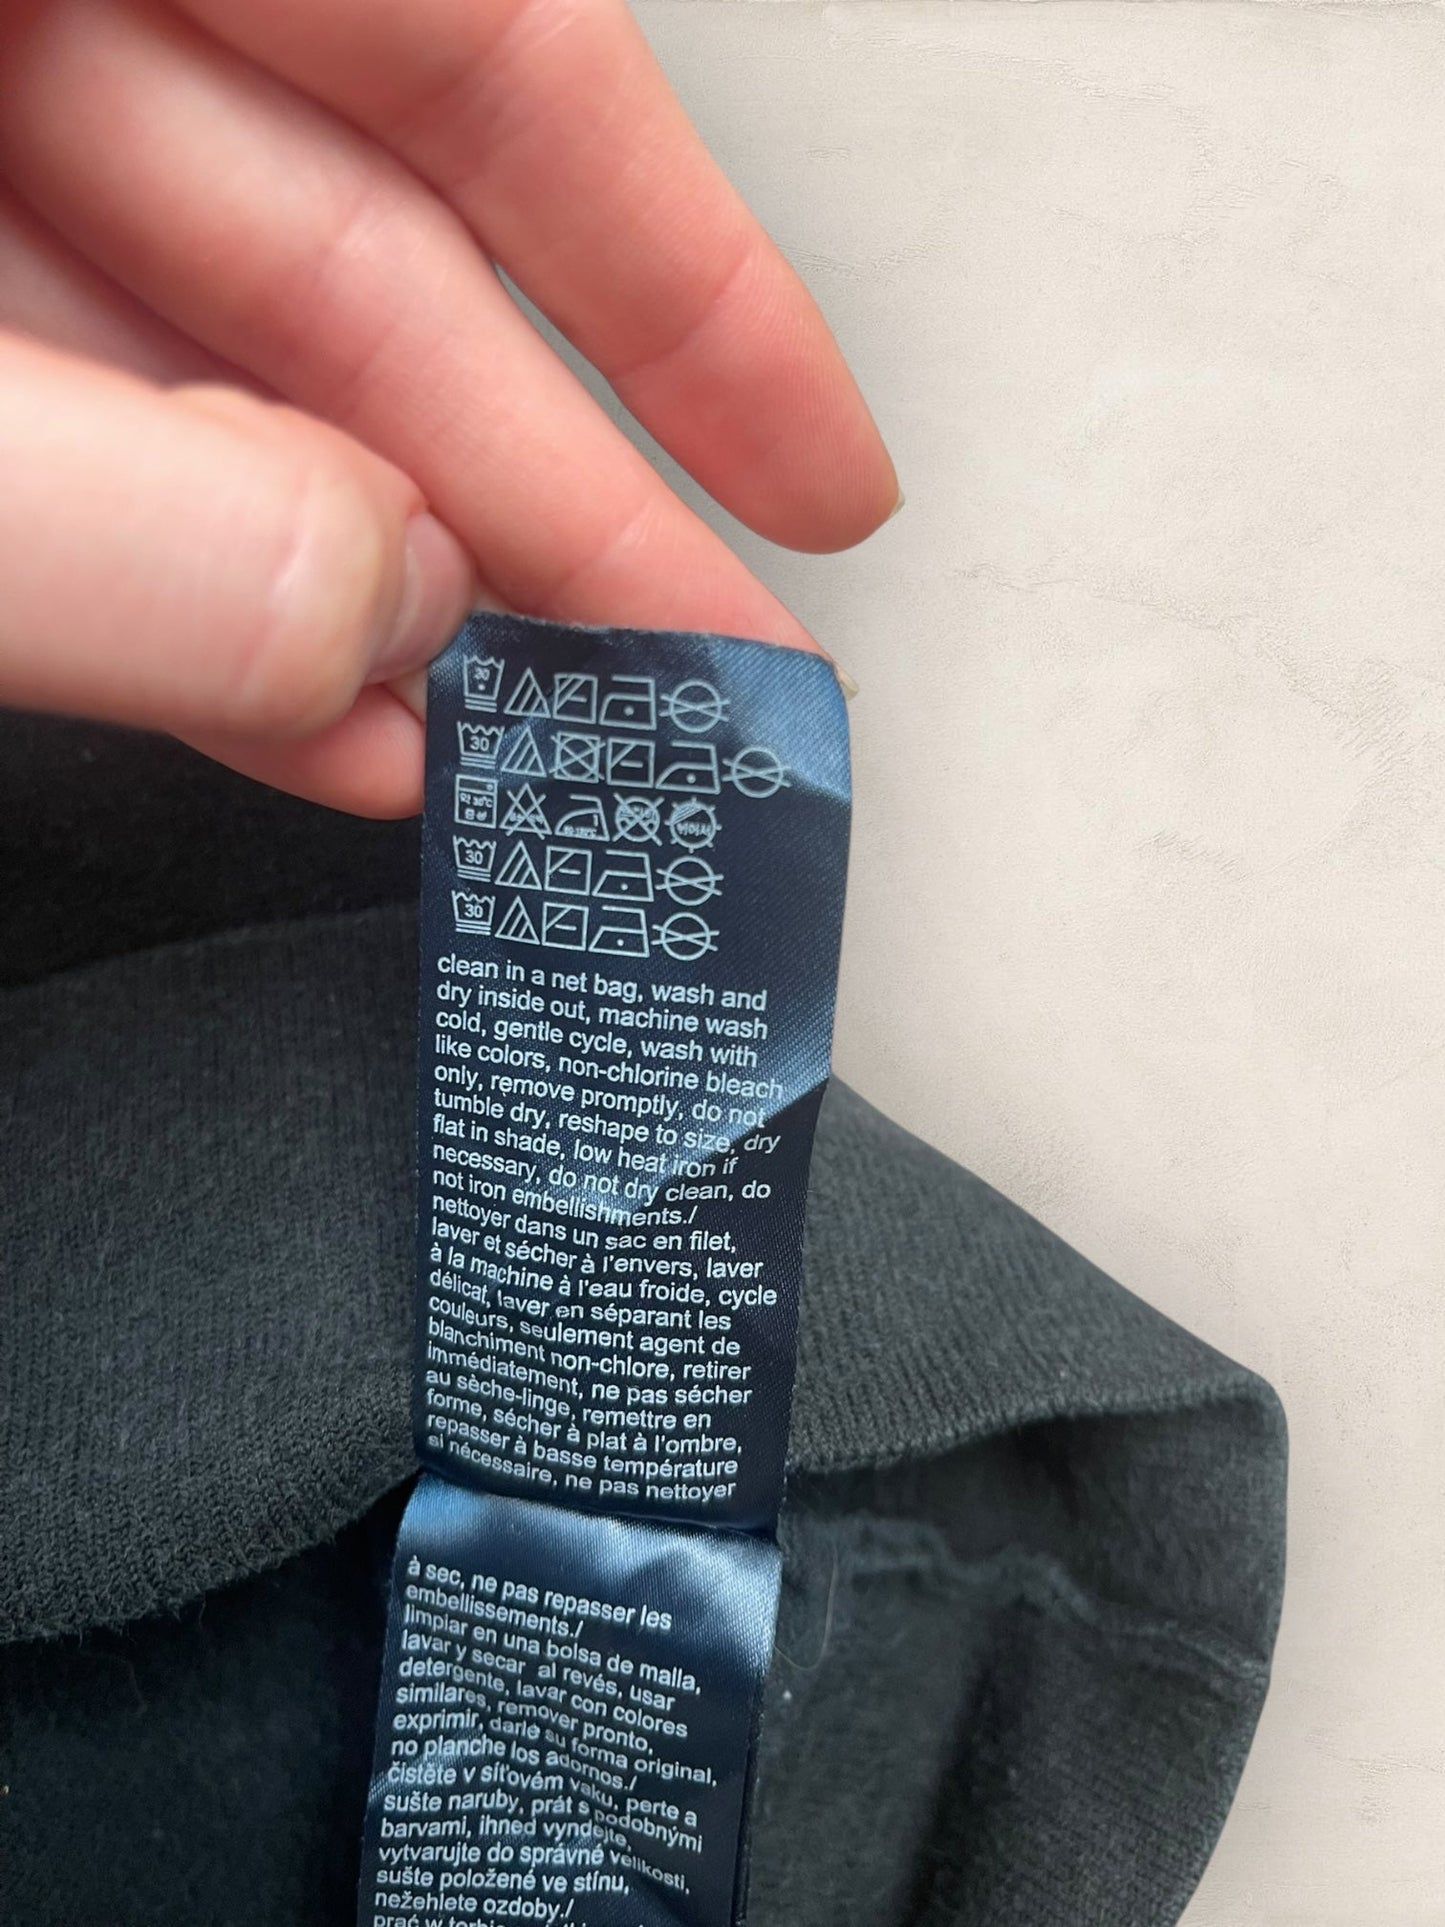 30
30
30°C
30
30
clean in a net bag, wash and
dry inside out, machine wash
cold, gentle cycle, wash with
like colors, non-chlorine bleach
only, remove promptly, do not
tumble dry, reshape to size, dry
flat in shade, low heat iron if
necessary, do not dry clean, do
not iron embellishments./
nettoyer dans un sac en filet,
laver et sécher à l'envers, laver
à la machine à l'eau froide, cycle
délicat, laver en séparant les
couleurs, seulement agent de
blanchiment non-chlore, retirer
immédiatement, ne pas sécher
au sèche-linge, remettre en
forme, sécher à plat à l'ombre,
repasser à basse température
si nécessaire, ne pas nettoyer
à sec, ne pas repasser les
embellissements./
limpiar en una bolsa de malla,
lavar y secar al revés, usar
detergente, lavar con colores
similares, remover pronto,
exprimir, darle su forma original,
no planche los adornos./
čistěte v síťovém vaku, perte a
sušte naruby, prát s podobnými
barvami, ihned vyndejte,
vytvarujte do správné velikosti,
sušte položené ve stínu,
nežehlete ozdoby./
prać w